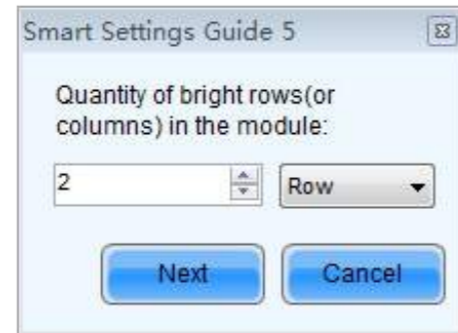 Smart Settings Guide 5
Quantity of bright rows(or
columns) in the module:
2
Row
Next
Cancel